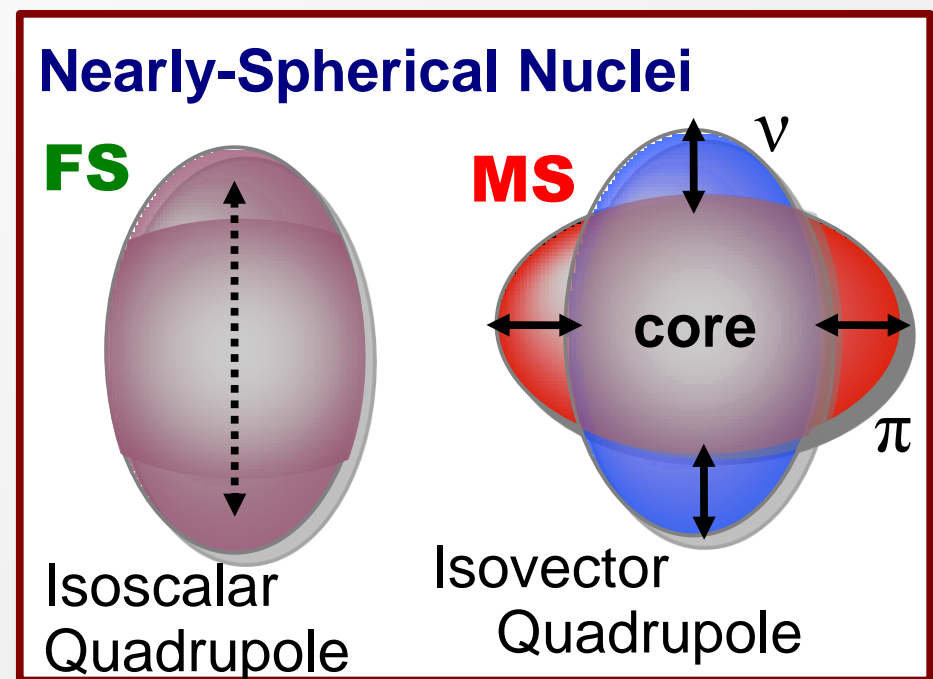 Nearly-Spherical Nuclei
FS
MS
ν
core
π
Isoscalar
Quadrupole
Isovector
Quadrupole